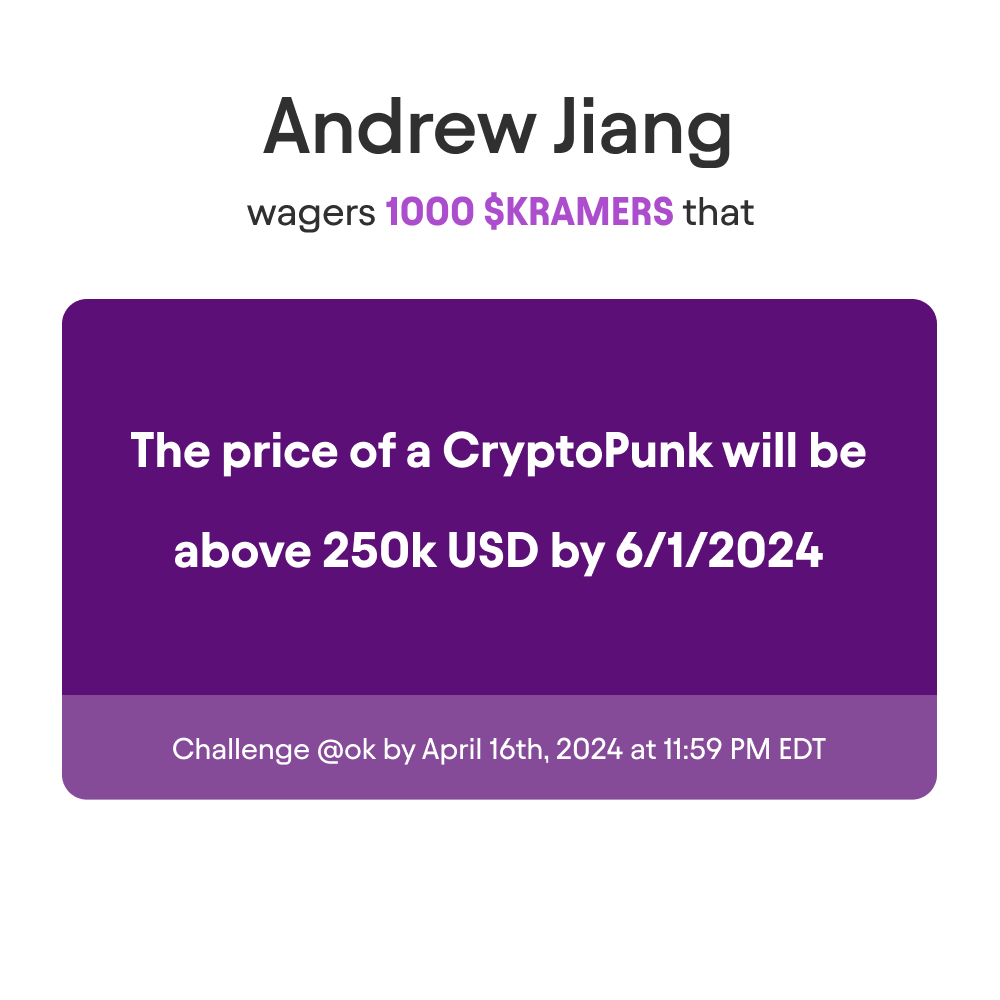 Andrew Jiang
wagers 1000 $KRAMERS that
The price of a CryptoPunk will be
above 250k USD by 6/1/2024
Challenge @ok by April 16th, 2024 at 11:59 PM EDT